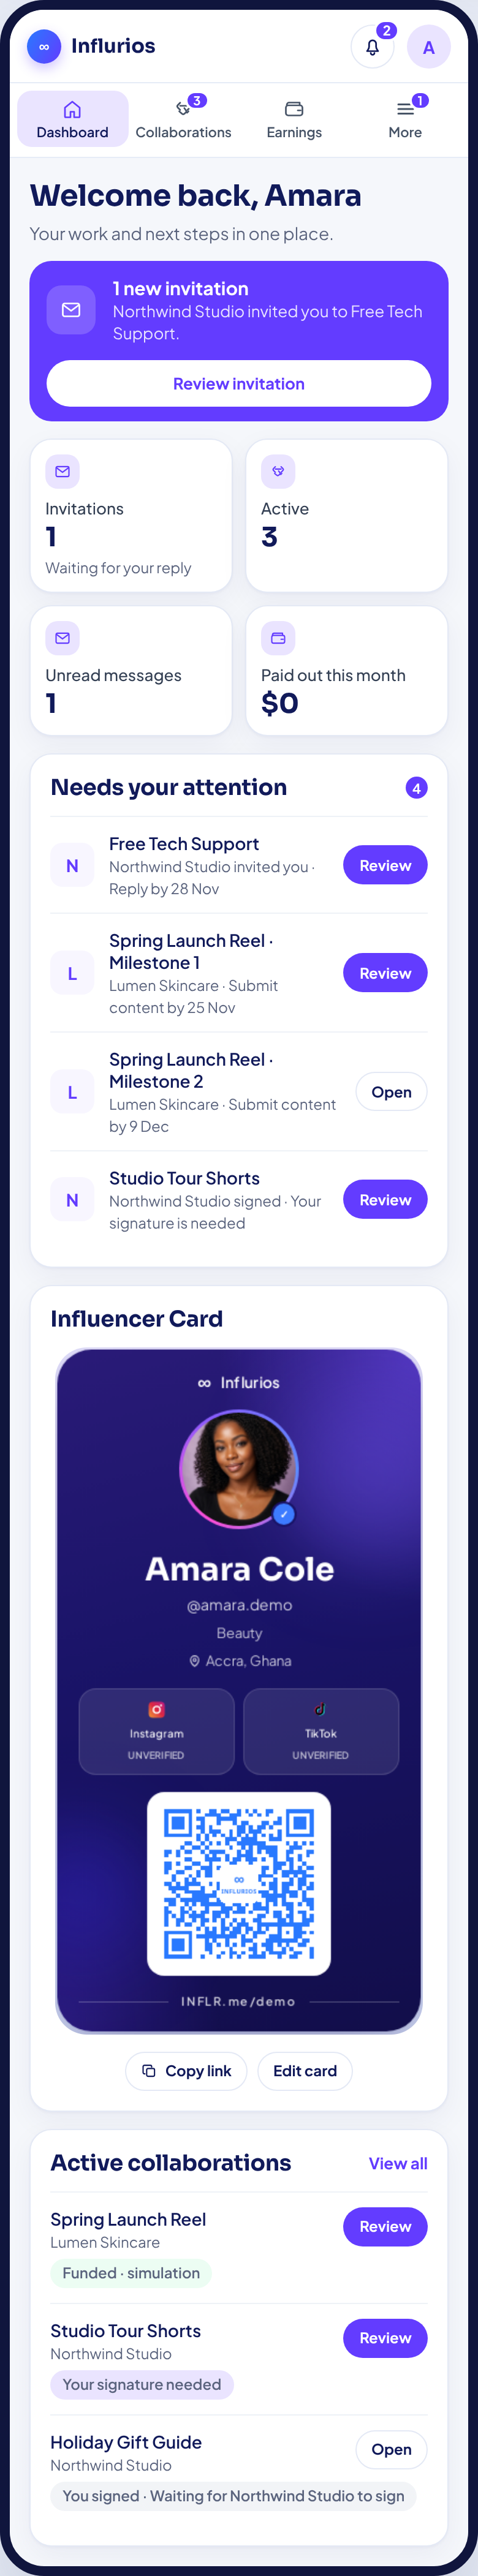 ∞ Influrios
2
A
Dashboard
3
Collaborations
Earnings
1
More
Welcome back, Amara
Your work and next steps in one place.
1 new invitation
Northwind Studio invited you to Free Tech
Support.
Review invitation
Invitations
1
Waiting for your reply
Active
3
Unread messages
1
Paid out this month
$0
Needs your attention
4
N
Free Tech Support
Northwind Studio invited you ·
Reply by 28 Nov
Review
L
Spring Launch Reel ·
Milestone 1
Lumen Skincare · Submit
content by 25 Nov
Review
L
Spring Launch Reel ·
Milestone 2
Lumen Skincare · Submit content
by 9 Dec
Open
N
Studio Tour Shorts
Northwind Studio signed · Your
signature is needed
Review
Influencer Card
∞ Influrios
Amara Cole
@amara.demo
Beauty
Accra, Ghana
Instagram
UNVERIFIED
TikTok
UNVERIFIED
∞
INFLURIOS
INFLR.me/demo
Copy link
Edit card
Active collaborations
View all
Spring Launch Reel
Lumen Skincare
Funded · simulation
Review
Studio Tour Shorts
Northwind Studio
Your signature needed
Review
Holiday Gift Guide
Northwind Studio
You signed · Waiting for Northwind Studio to sign
Open